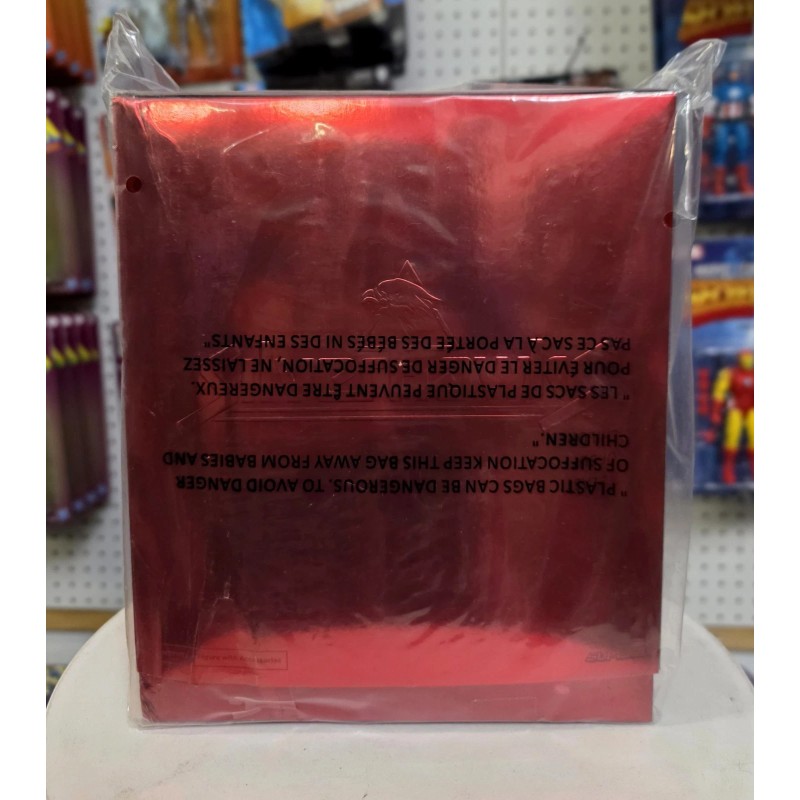 "PLASTIC BAGS CAN BE DANGEROUS. TO AVOID DANGER
OF SUFFOCATION KEEP THIS BAG AWAY FROM BABIES AND
CHILDREN."
" LES SACS DE PLASTIQUE PEUVENT ÊTRE DANGEREUX.
POUR ÉVITER LE DANGER DE SUFFOCATION, NE LAISSEZ
PAS CE SAC À LA PORTÉE DES BÉBÉS NI DES ENFANTS"